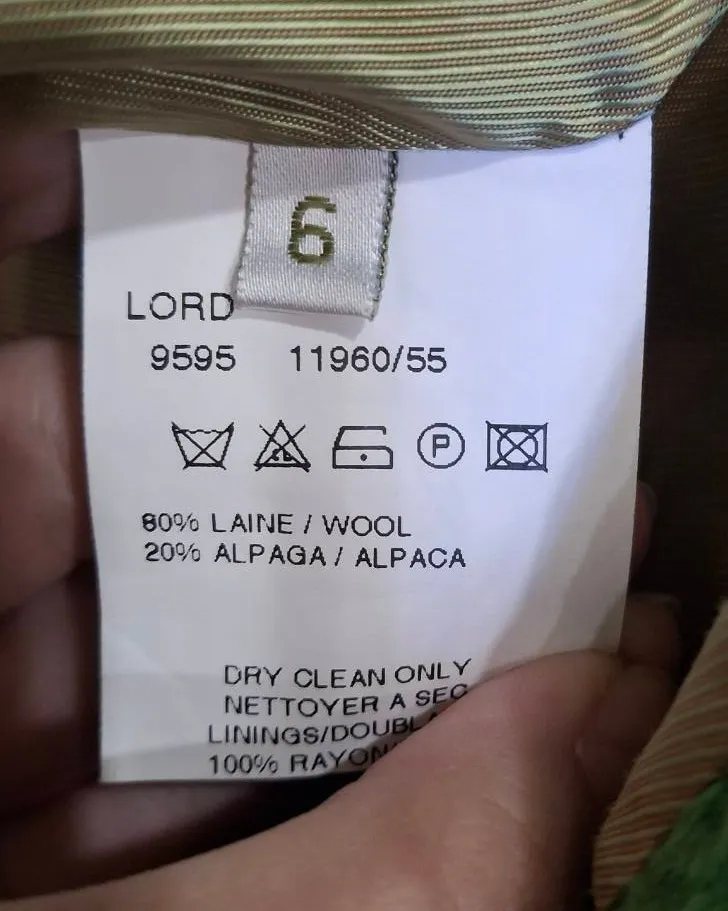 6
LORD
9595 11960/55
P
80% LAINE / WOOL
20% ALPAGA / ALPACA
DRY CLEAN ONLY
NETTOYER A SEC
LININGS/
100% RAYON